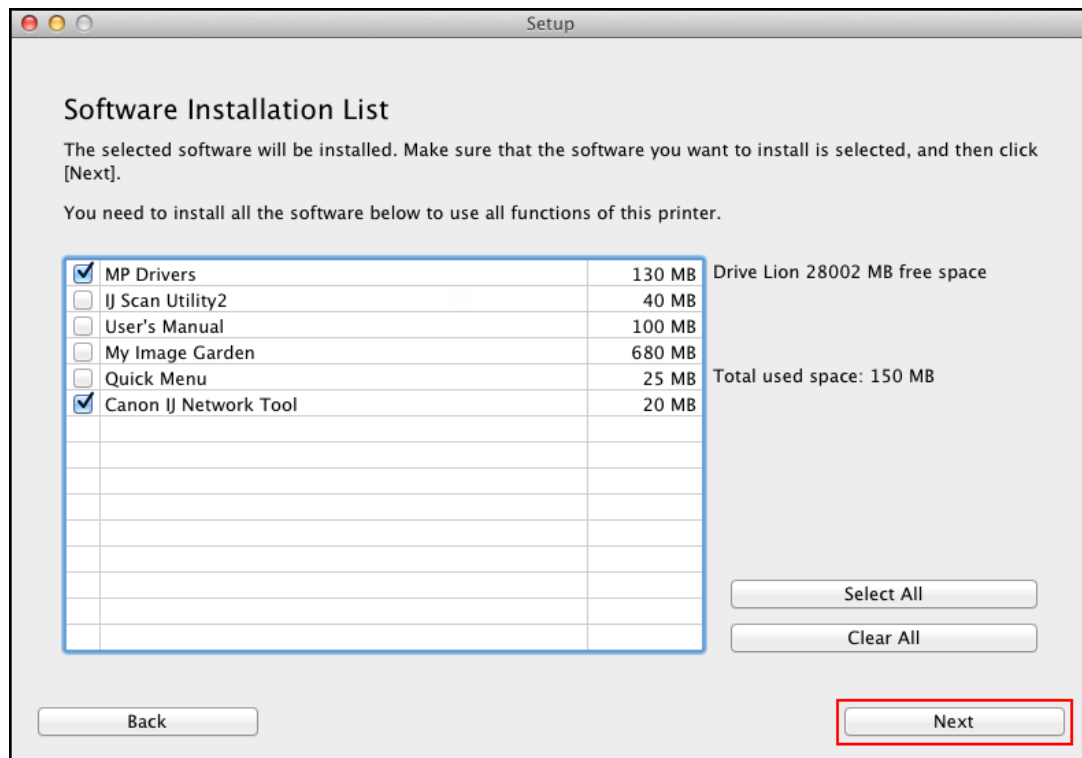 Setup
Software Installation List
The selected software will be installed. Make sure that the software you want to install is selected, and then click
[Next].
You need to install all the software below to use all functions of this printer.
MP Drivers 130 MB
Drive Lion 28002 MB free space
IJ Scan Utility2 40 MB
User's Manual 100 MB
My Image Garden 680 MB
Quick Menu 25 MB
Total used space: 150 MB
Canon IJ Network Tool 20 MB
Select All
Clear All
Back
Next